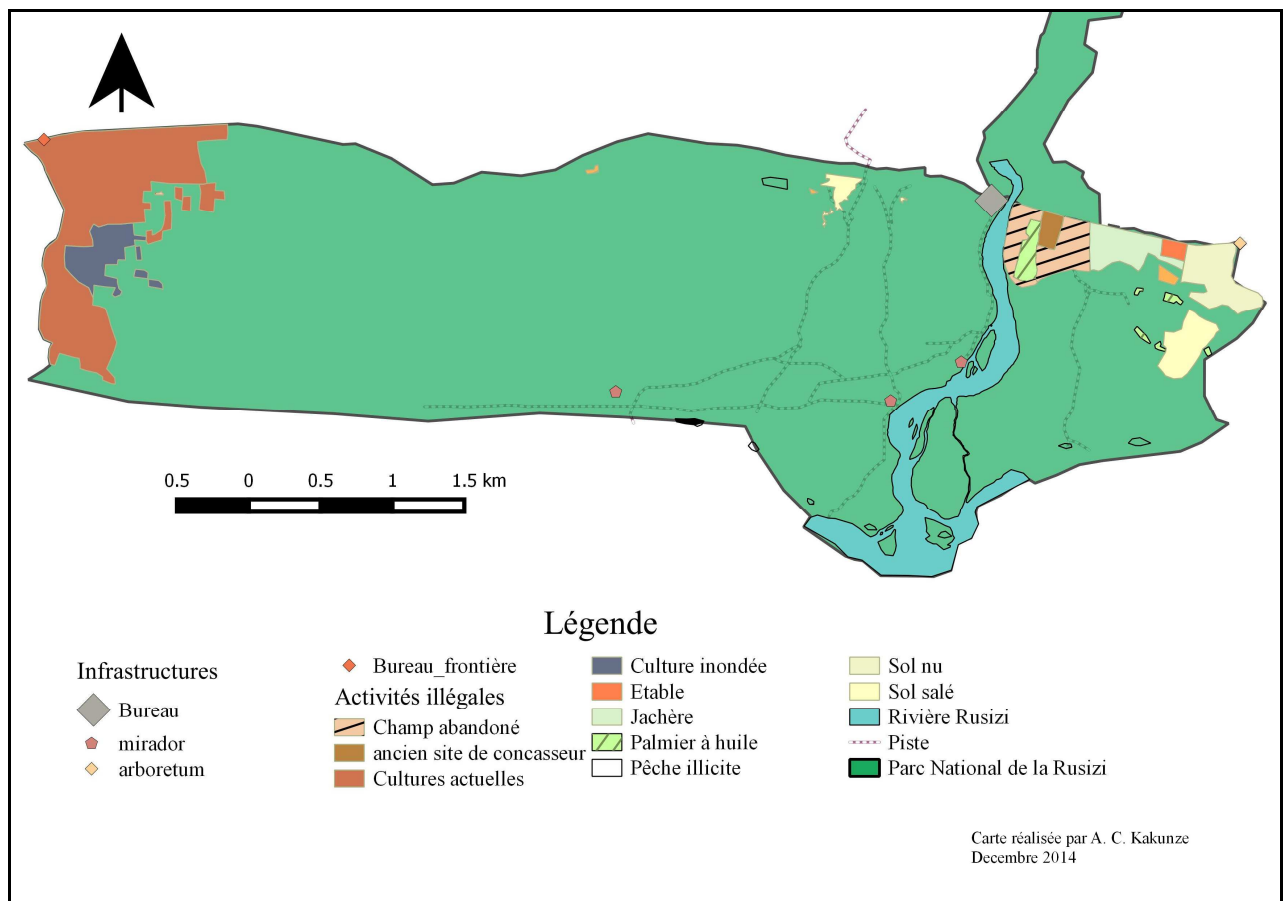 0.5 0 0.5 1 1.5 km
Légende
Infrastructures
Bureau
mirador
arboretum
Bureau_frontière
Activités illégales
Champ abandoné
ancien site de concasseur
Cultures actuelles
Culture inondée
Etable
Jachère
Palmier à huile
Pêche illicite
Sol nu
Sol salé
Rivière Rusizi
Piste
Parc National de la Rusizi
Carte réalisée par A. C. Kakunze
Decembre 2014